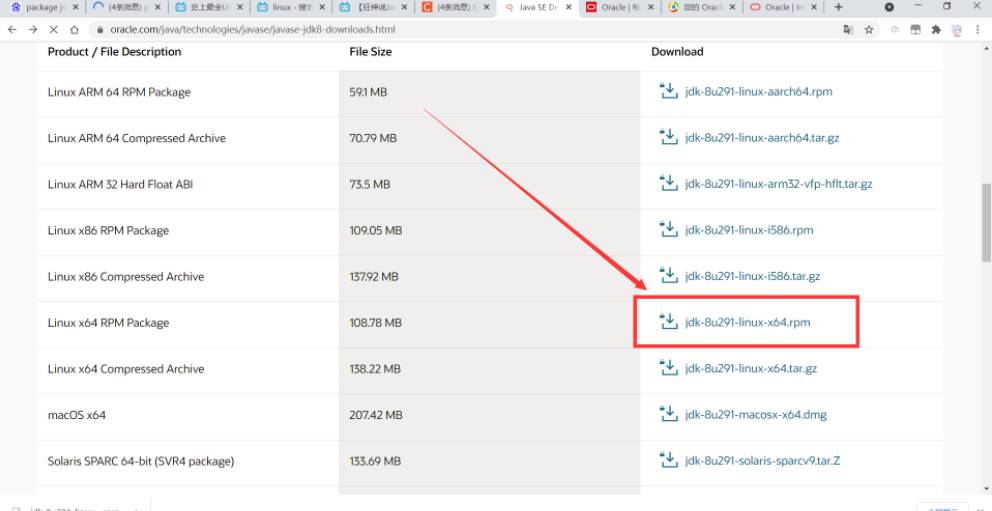 package jd
(4条消息) p
史上最全Un
linux - 搜索
【狂神说Jav
(4条消息)
Java SE De
Oracle | 帐
您的 Oracle
Oracle | Im
oracle.com/java/technologies/javase/javase-jdk8-downloads.html
Product / File Description File Size Download
Linux ARM 64 RPM Package 59.1 MB jdk-8u291-linux-aarch64.rpm
Linux ARM 64 Compressed Archive 70.79 MB jdk-8u291-linux-aarch64.tar.gz
Linux ARM 32 Hard Float ABI 73.5 MB jdk-8u291-linux-arm32-vfp-hflt.tar.gz
Linux x86 RPM Package 109.05 MB jdk-8u291-linux-i586.rpm
Linux x86 Compressed Archive 137.92 MB jdk-8u291-linux-i586.tar.gz
Linux x64 RPM Package 108.78 MB jdk-8u291-linux-x64.rpm
Linux x64 Compressed Archive 138.22 MB jdk-8u291-linux-x64.tar.gz
macOS x64 207.42 MB jdk-8u291-macosx-x64.dmg
Solaris SPARC 64-bit (SVR4 package) 133.69 MB jdk-8u291-solaris-sparcv9.tar.Z